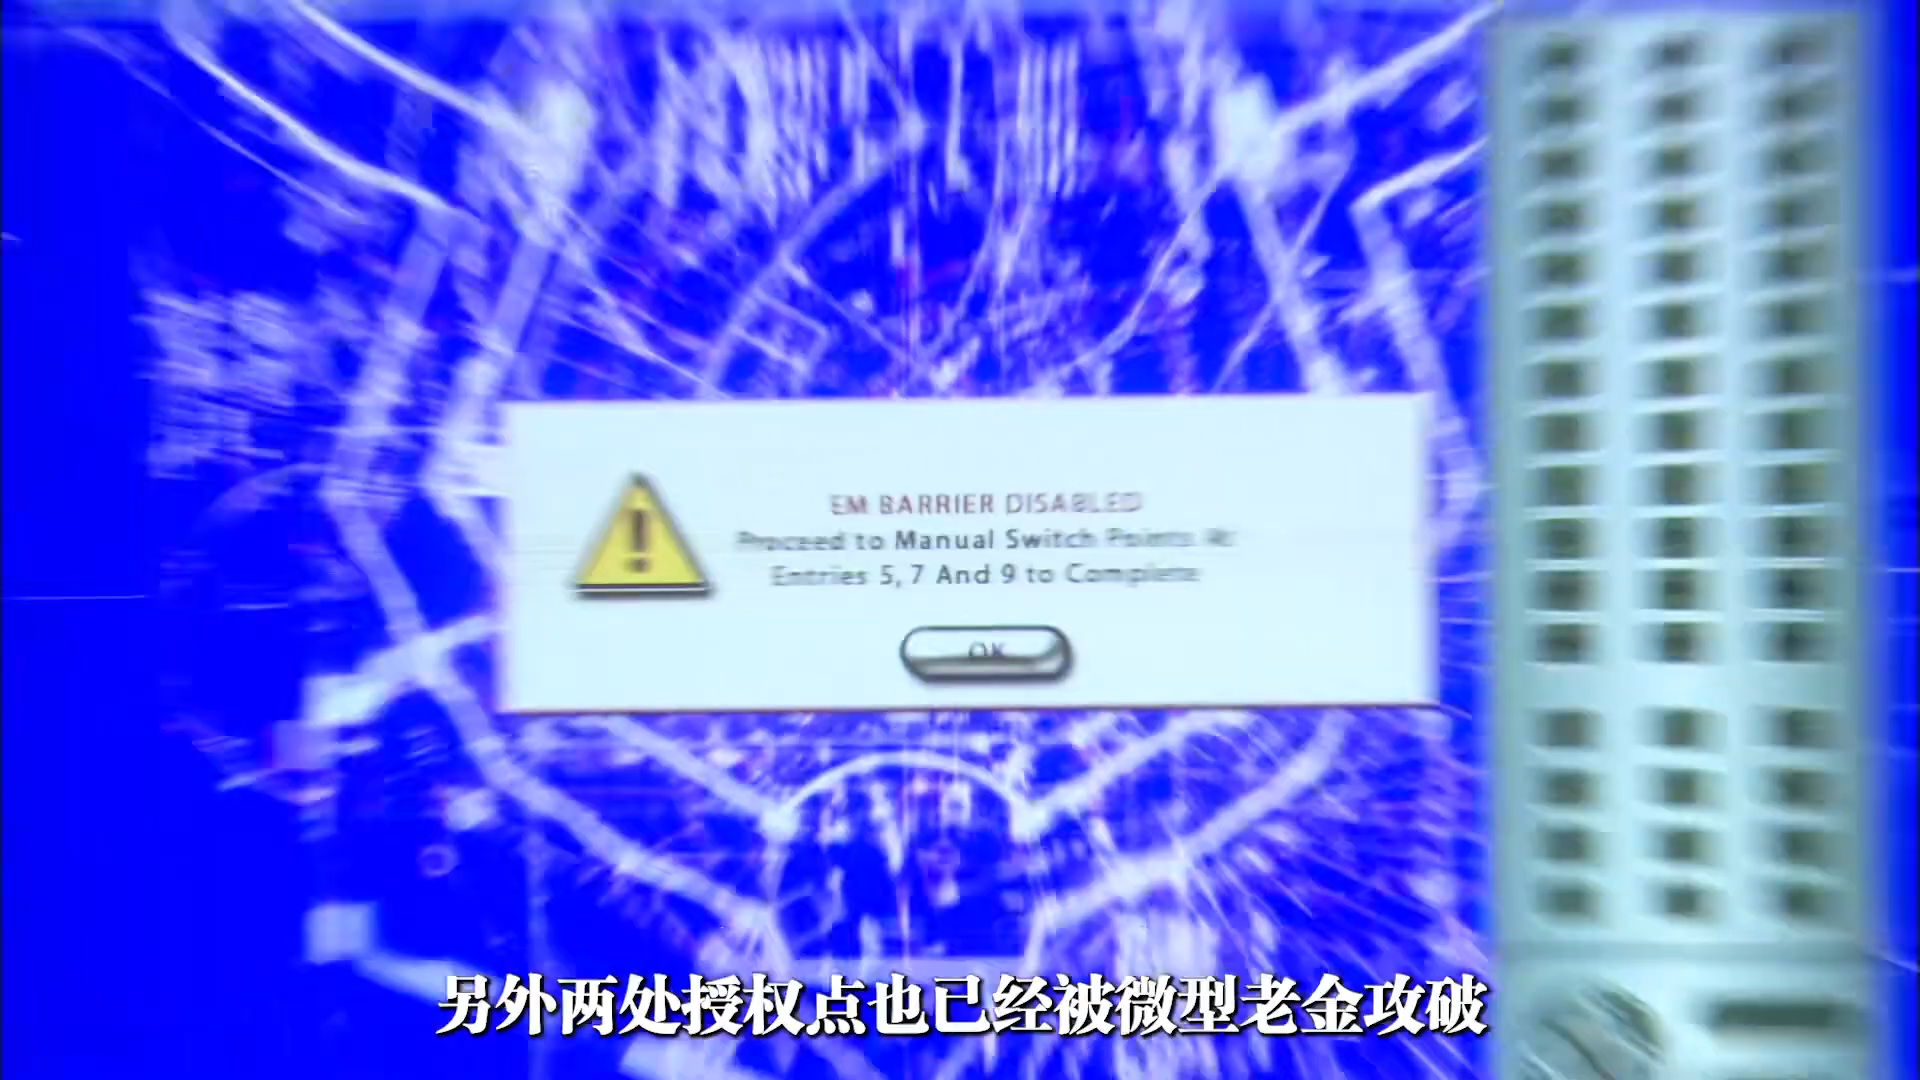 EM BARRIER DISABLED
Proceed to Manual Switch Points At:
Entries 5, 7 And 9 to Complete
OK
另外两处授权点也已经被微型老金攻破